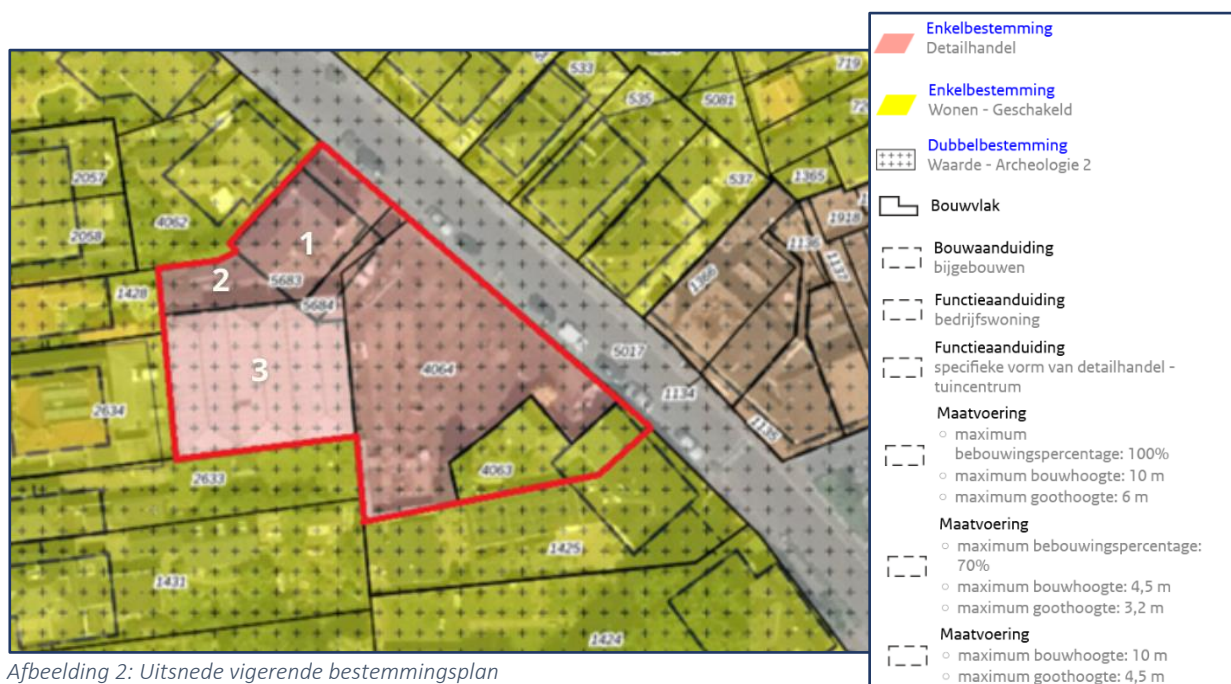 533
719
535
5081
2057
537
1365
1918
4062
2058
1136
1137
1
1366
2
5683
1428
5684
5017
3
4064
1134
2634
1135
4063
2633
1425
1431
1424
Afbeelding 2: Uitsnede vigerende bestemmingsplan
Enkelbestemming
Detailhandel
Enkelbestemming
Wonen - Geschakeld
Dubbelbestemming
Waarde - Archeologie 2
Bouwvlak
Bouwaanduiding
bijgebouwen
Functieaanduiding
bedrijfswoning
Functieaanduiding
specifieke vorm van detailhandel -
tuincentrum
Maatvoering
○ maximum
bebouwingspercentage: 100%
○ maximum bouwhoogte: 10 m
○ maximum goothoogte: 6 m
Maatvoering
○ maximum bebouwingspercentage:
70%
○ maximum bouwhoogte: 4,5 m
○ maximum goothoogte: 3,2 m
Maatvoering
○ maximum bouwhoogte: 10 m
○ maximum goothoogte: 4,5 m